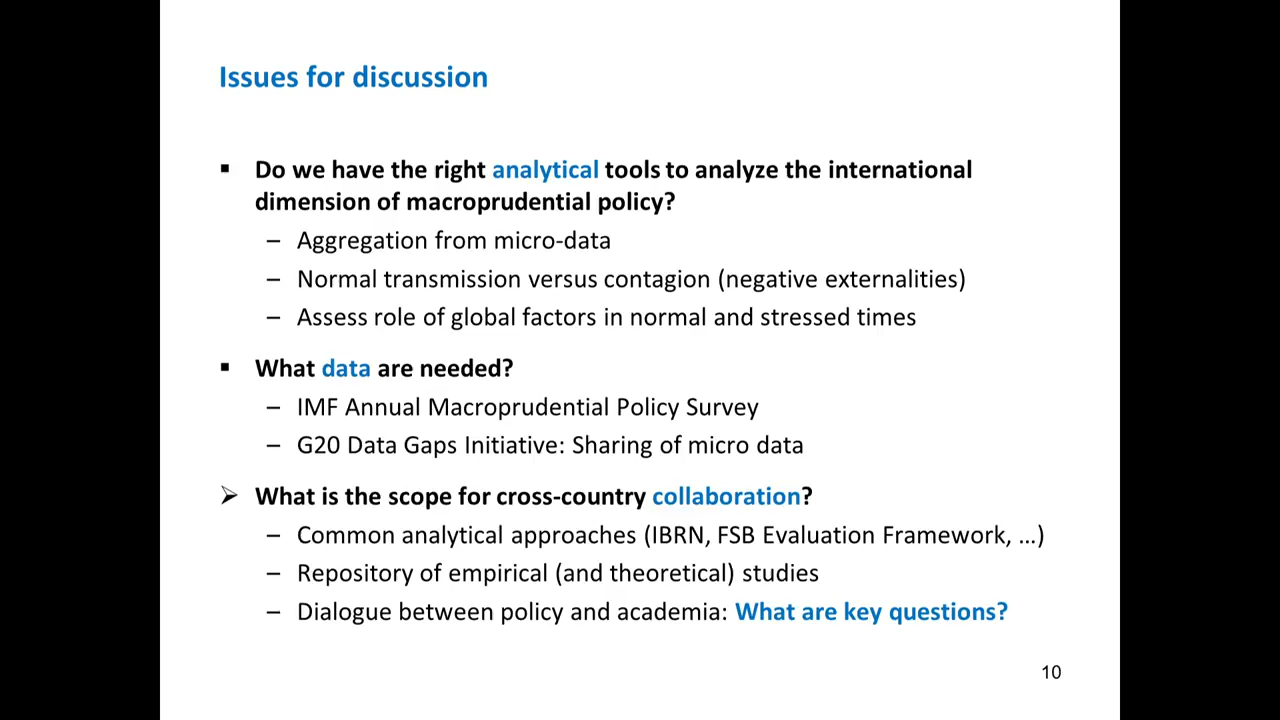 Issues for discussion
▪ Do we have the right analytical tools to analyze the international
dimension of macroprudential policy?
– Aggregation from micro-data
– Normal transmission versus contagion (negative externalities)
– Assess role of global factors in normal and stressed times
▪ What data are needed?
– IMF Annual Macroprudential Policy Survey
– G20 Data Gaps Initiative: Sharing of micro data
➢ What is the scope for cross-country collaboration?
– Common analytical approaches (IBRN, FSB Evaluation Framework, …)
– Repository of empirical (and theoretical) studies
– Dialogue between policy and academia: What are key questions?
10